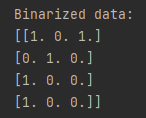 Binarized data:
[[1. 0. 1.]
[0. 1. 0.]
[1. 0. 0.]
[1. 0. 0.]]